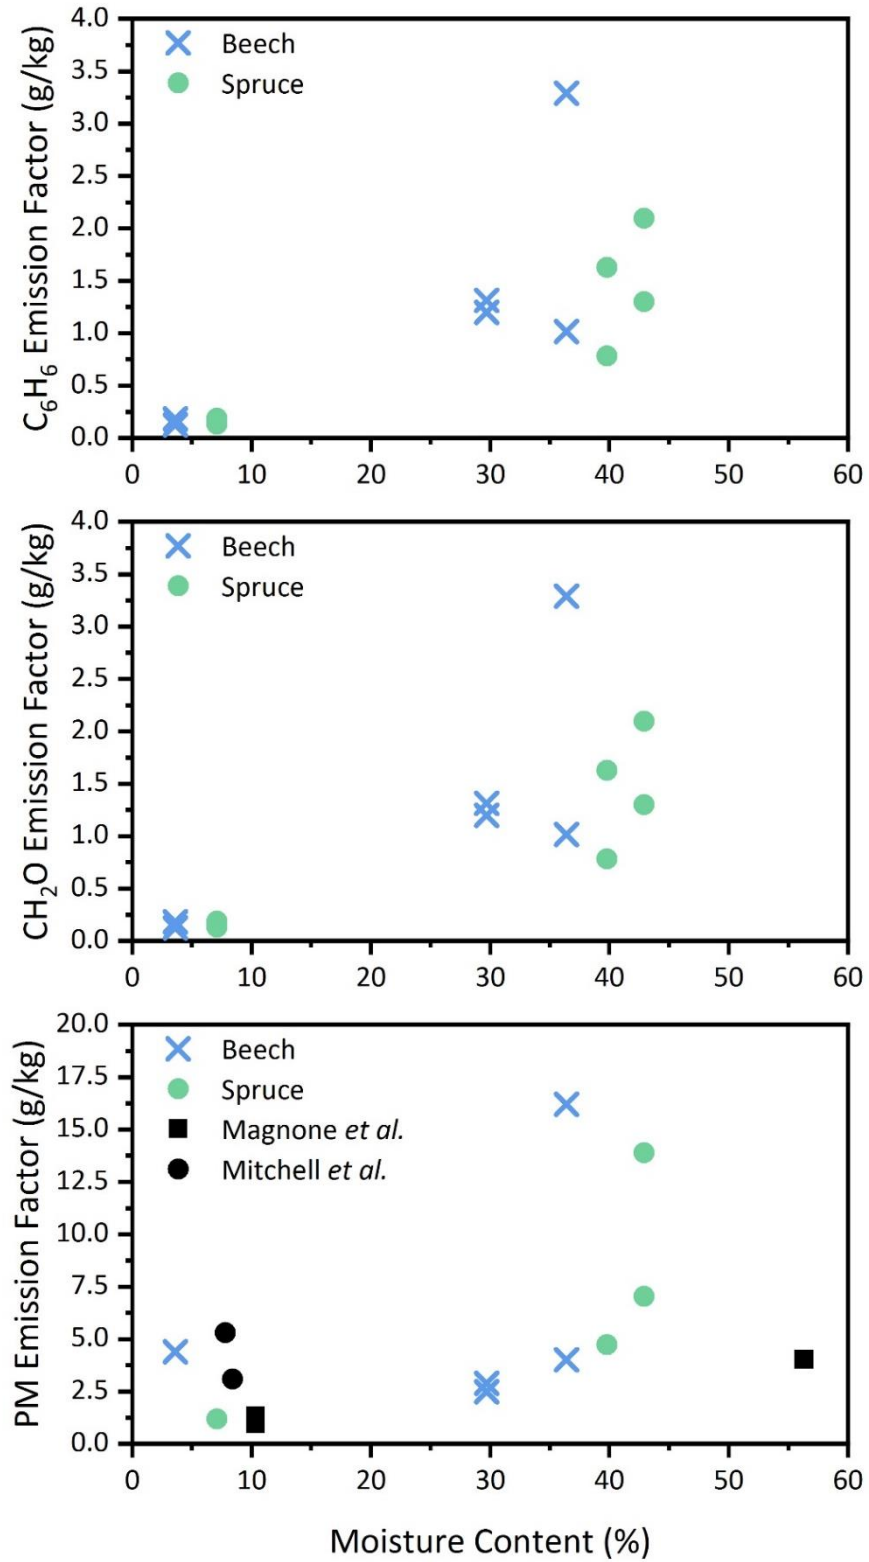 C6H6 Emission Factor (g/kg)
4.0
3.5
3.0
2.5
2.0
1.5
1.0
0.5
0.0
Beech
Spruce
0 10 20 30 40 50 60
CH2O Emission Factor (g/kg)
4.0
3.5
3.0
2.5
2.0
1.5
1.0
0.5
0.0
Beech
Spruce
0 10 20 30 40 50 60
PM Emission Factor (g/kg)
20.0
17.5
15.0
12.5
10.0
7.5
5.0
2.5
0.0
Beech
Spruce
Magnone et al.
Mitchell et al.
0 10 20 30 40 50 60
Moisture Content (%)